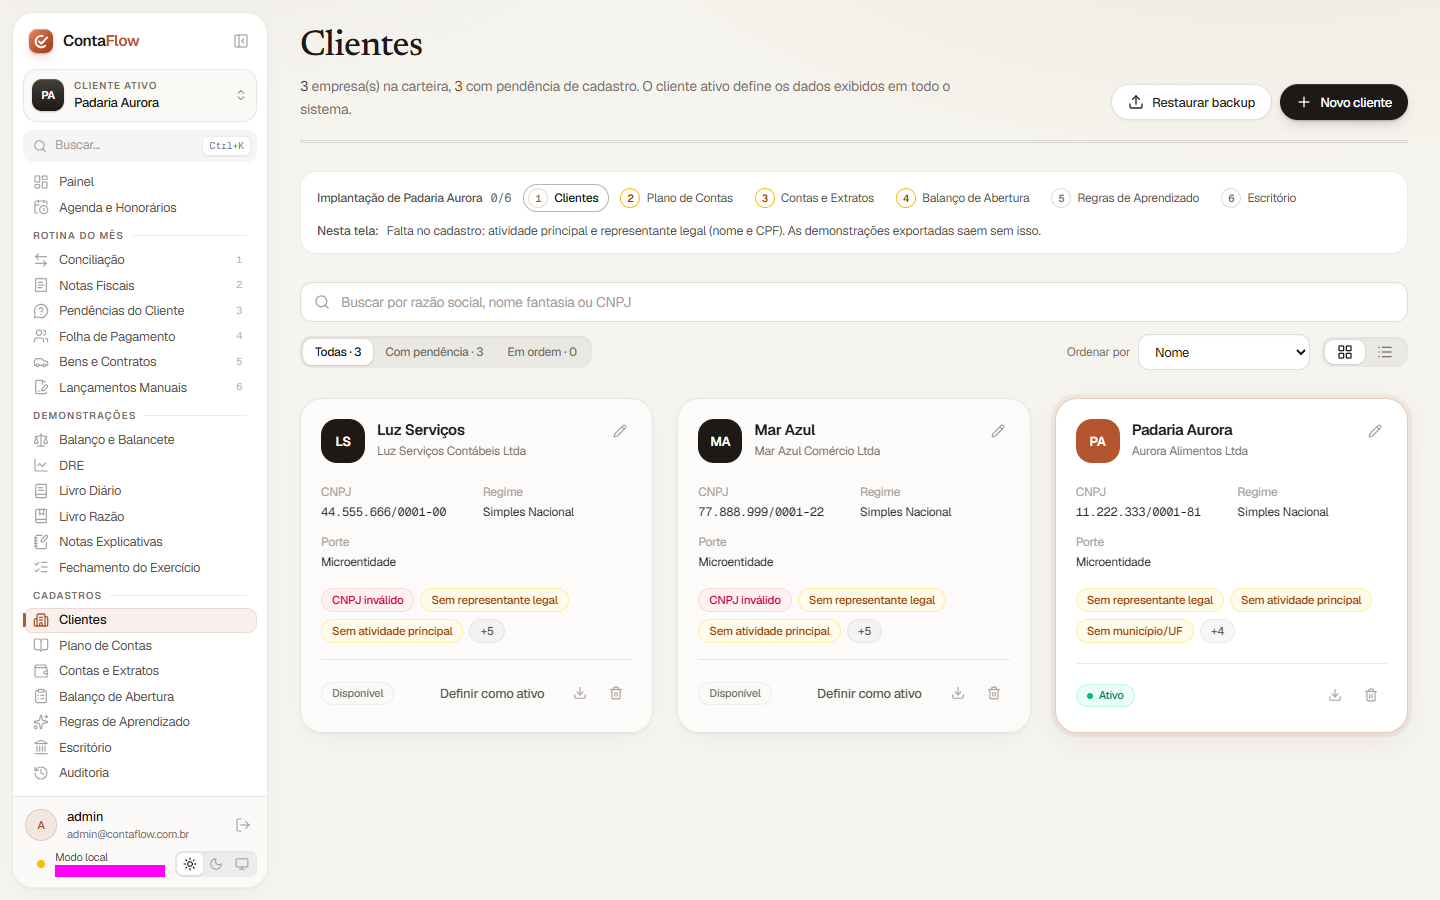 ContaFlow
PA
CLIENTE ATIVO
Padaria Aurora
Buscar...
Ctrl+K
Painel
Agenda e Honorários
ROTINA DO MÊS
Conciliação 1
Notas Fiscais 2
Pendências do Cliente 3
Folha de Pagamento 4
Bens e Contratos 5
Lançamentos Manuais 6
DEMONSTRAÇÕES
Balanço e Balancete
DRE
Livro Diário
Livro Razão
Notas Explicativas
Fechamento do Exercício
CADASTROS
Clientes
Plano de Contas
Contas e Extratos
Balanço de Abertura
Regras de Aprendizado
Escritório
Auditoria
A
admin
admin@contaflow.com.br
Modo local
Clientes
3 empresa(s) na carteira, 3 com pendência de cadastro. O cliente ativo define os dados exibidos em todo o
sistema.
Restaurar backup
Novo cliente
Implantação de Padaria Aurora 0/6 1 Clientes 2 Plano de Contas 3 Contas e Extratos 4 Balanço de Abertura 5 Regras de Aprendizado 6 Escritório
Nesta tela: Falta no cadastro: atividade principal e representante legal (nome e CPF). As demonstrações exportadas saem sem isso.
Buscar por razão social, nome fantasia ou CNPJ
Todas · 3 Com pendência · 3 Em ordem · 0
Ordenar por Nome
LS
Luz Serviços
Luz Serviços Contábeis Ltda
CNPJ Regime
44.555.666/0001-00 Simples Nacional
Porte
Microentidade
CNPJ inválido Sem representante legal
Sem atividade principal +5
Disponível Definir como ativo
MA
Mar Azul
Mar Azul Comércio Ltda
CNPJ Regime
77.888.999/0001-22 Simples Nacional
Porte
Microentidade
CNPJ inválido Sem representante legal
Sem atividade principal +5
Disponível Definir como ativo
PA
Padaria Aurora
Aurora Alimentos Ltda
CNPJ Regime
11.222.333/0001-81 Simples Nacional
Porte
Microentidade
Sem representante legal Sem atividade principal
Sem município/UF +4
Ativo